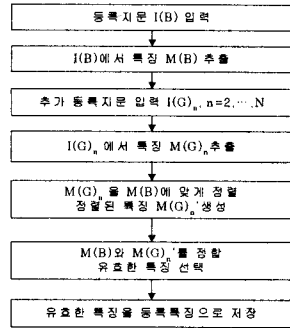 등록지문 I(B) 입력
I(B)에서 특징 M(B) 추출
추가 등록지문 입력 I(G)n, n=2, ⋯,N
I(G)n 에서 특징 M(G)n추출
M(G)n을 M(B)에 맞게 정렬
정렬된 특징 M(G)n'생성
M(B)와 M(G)n'를 정합
유효한 특징 선택
유효한 특징을 등록특징으로 저장